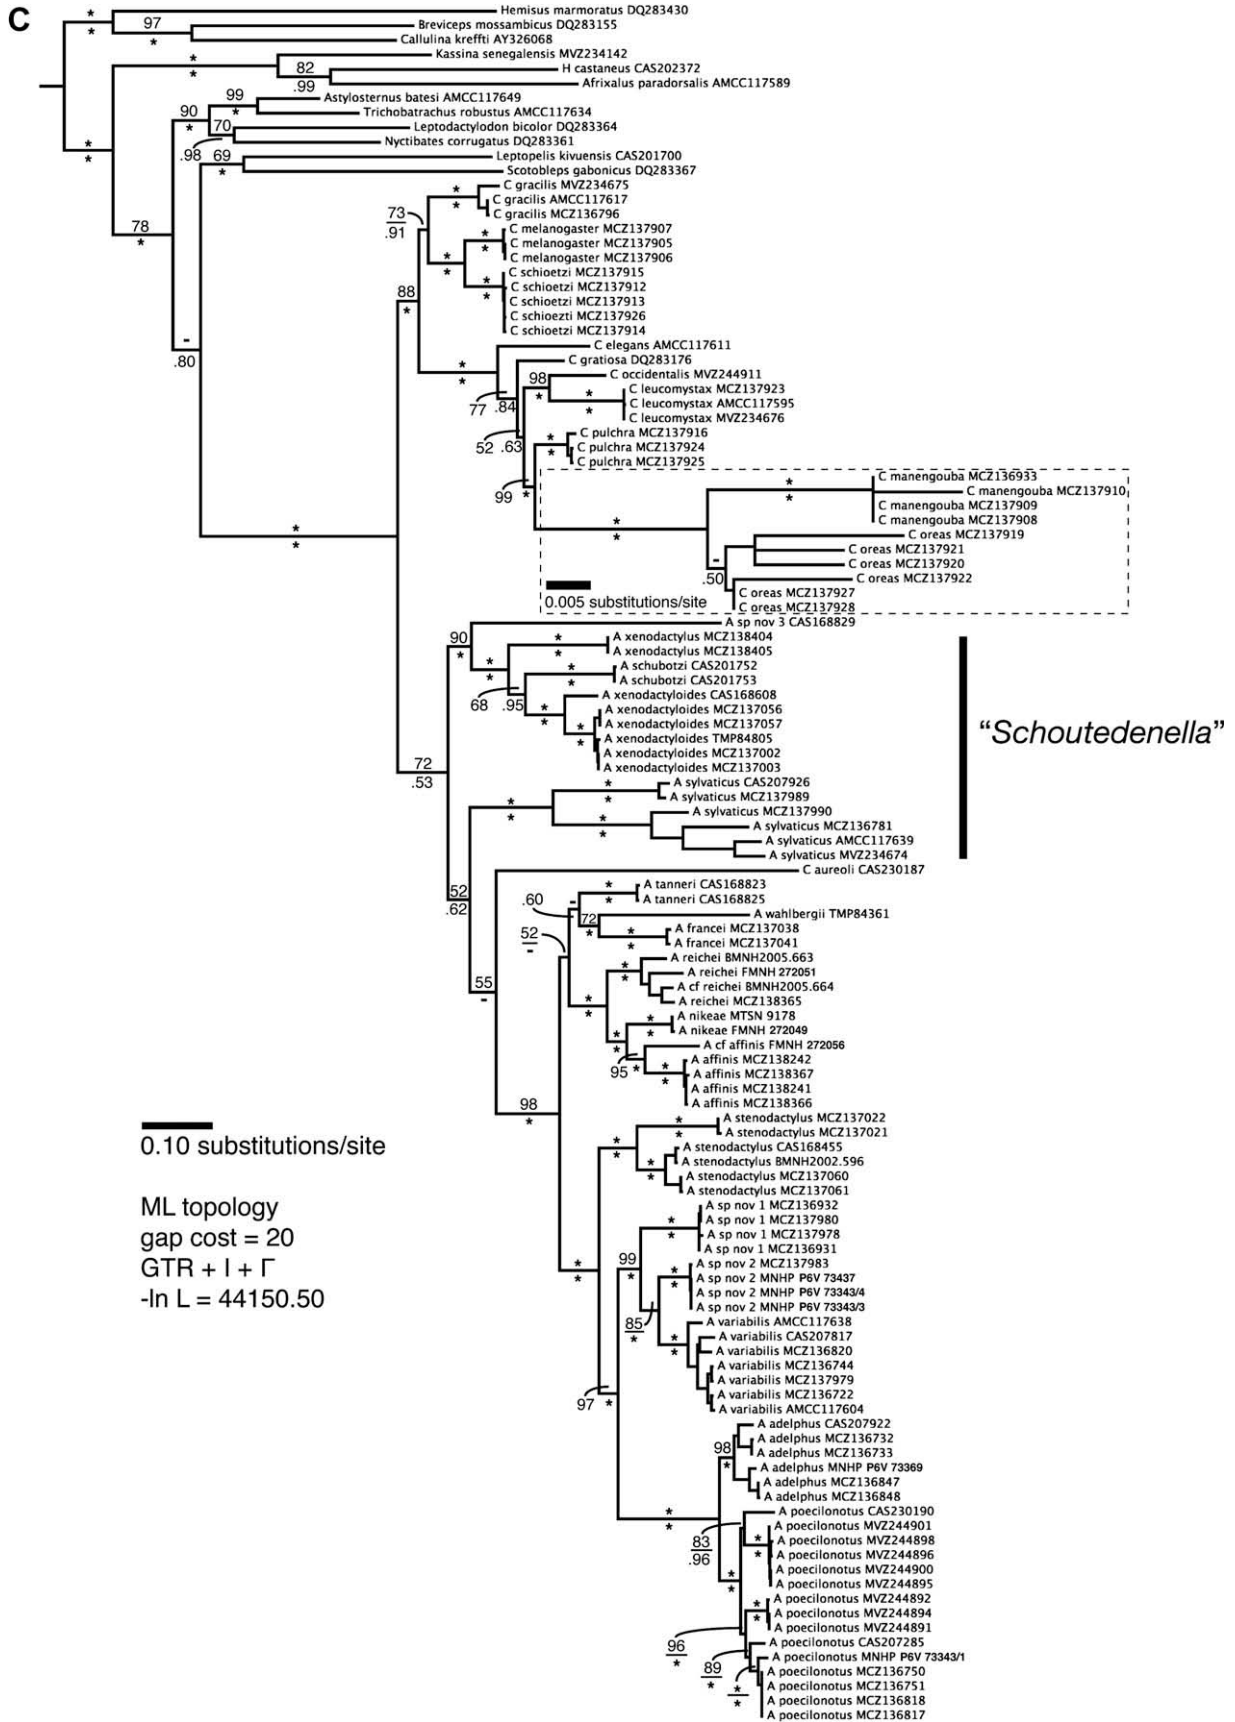 C
Hemisus marmoratus DQ283430
97
Breviceps mossambicus DQ283155
Callulina kreffti AY326068
Kassina senegalensis MVZ234142
82
H castaneus CAS202372
.99
Afrixalus paradorsalis AMCC117589
99
Astylosternus batesi AMCC117649
Trichobatrachus robustus AMCC117634
90
70
Leptodactylodon bicolor DQ283364
Nyctibates corrugatus DQ283361
.98
69
Leptopelis kivuensis CAS201700
Scotobleps gabonicus DQ283367
78
.80
C gracilis MVZ234675
C gracilis AMCC117617
C gracilis MCZ136796
73
.91
C melanogaster MCZ137907
C melanogaster MCZ137905
C melanogaster MCZ137906
C schioetzi MCZ137915
C schioetzi MCZ137912
C schioetzi MCZ137913
C schioezti MCZ137926
C schioetzi MCZ137914
88
C elegans AMCC117611
C gratiosa DQ283176
C occidentalis MVZ244911
98
C leucomystax MCZ137923
C leucomystax AMCC117595
C leucomystax MVZ234676
77
.84
52
.63
C pulchra MCZ137916
C pulchra MCZ137924
C pulchra MCZ137925
99
C manengouba MCZ136933
C manengouba MCZ137910
C manengouba MCZ137909
C manengouba MCZ137908
C oreas MCZ137919
C oreas MCZ137921
C oreas MCZ137920
.50
C oreas MCZ137922
C oreas MCZ137927
C oreas MCZ137928
0.005 substitutions/site
A sp nov 3 CAS168829
90
A xenodactylus MCZ138404
A xenodactylus MCZ138405
A schubotzi CAS201752
A schubotzi CAS201753
68
.95
A xenodactyloides CAS168608
A xenodactyloides MCZ137056
A xenodactyloides MCZ137057
A xenodactyloides TMP84805
A xenodactyloides MCZ137002
A xenodactyloides MCZ137003
“Schoutedenella”
72
.53
A sylvaticus CAS207926
A sylvaticus MCZ137989
A sylvaticus MCZ137990
A sylvaticus MCZ136781
A sylvaticus AMCC117639
A sylvaticus MVZ234674
C aureoli CAS230187
52
.62
A tanneri CAS168823
A tanneri CAS168825
.60
72
A wahlbergii TMP84361
A francei MCZ137038
A francei MCZ137041
52
-
A reichei BMNH2005.663
A reichei FMNH 272051
A cf reichei BMNH2005.664
A reichei MCZ138365
55
-
A nikeae MTSN 9178
A nikeae FMNH 272049
A cf affinis FMNH 272056
95
A affinis MCZ138242
A affinis MCZ138367
A affinis MCZ138241
A affinis MCZ138366
98
A stenodactylus MCZ137022
A stenodactylus MCZ137021
A stenodactylus CAS168455
A stenodactylus BMNH2002.596
A stenodactylus MCZ137060
A stenodactylus MCZ137061
0.10 substitutions/site
ML topology
gap cost = 20
GTR + I + Γ
-ln L = 44150.50
A sp nov 1 MCZ136932
A sp nov 1 MCZ137980
A sp nov 1 MCZ137978
A sp nov 1 MCZ136931
99
A sp nov 2 MCZ137983
A sp nov 2 MNHP P6V 73437
A sp nov 2 MNHP P6V 73343/4
A sp nov 2 MNHP P6V 73343/3
85
A variabilis AMCC117638
A variabilis CAS207817
A variabilis MCZ136820
A variabilis MCZ136744
A variabilis MCZ137979
A variabilis MCZ136722
A variabilis AMCC117604
97
A adelphus CAS207922
A adelphus MCZ136732
A adelphus MCZ136733
98
A adelphus MNHP P6V 73369
A adelphus MCZ136847
A adelphus MCZ136848
A poecilonotus CAS230190
A poecilonotus MVZ244901
A poecilonotus MVZ244898
A poecilonotus MVZ244896
A poecilonotus MVZ244900
A poecilonotus MVZ244895
83
.96
A poecilonotus MVZ244892
A poecilonotus MVZ244894
A poecilonotus MVZ244891
96
A poecilonotus CAS207285
A poecilonotus MNHP P6V 73343/1
89
A poecilonotus MCZ136750
A poecilonotus MCZ136751
A poecilonotus MCZ136818
A poecilonotus MCZ136817